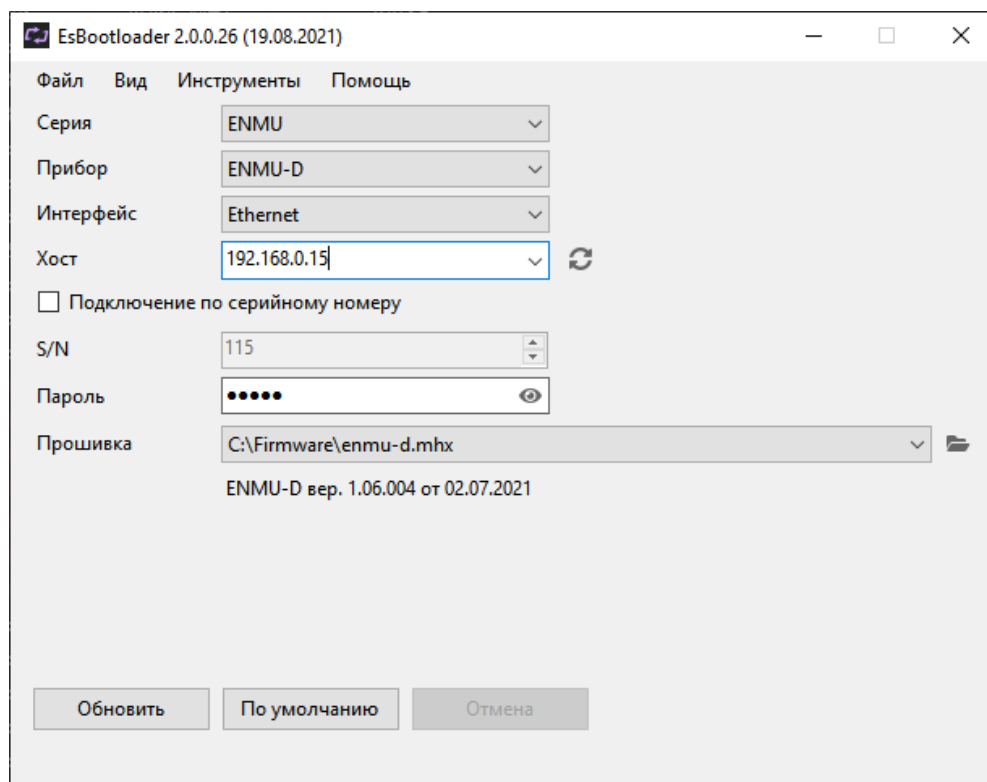 EsBootloader 2.0.0.26 (19.08.2021)
Файл Вид Инструменты Помощь
Серия ENMU
Прибор ENMU-D
Интерфейс Ethernet
Хост 192.168.0.15
Подключение по серийному номеру
S/N 115
Пароль •••••
Прошивка C:\Firmware\enmu-d.mhx
ENMU-D вер. 1.06.004 от 02.07.2021
Обновить По умолчанию Отмена